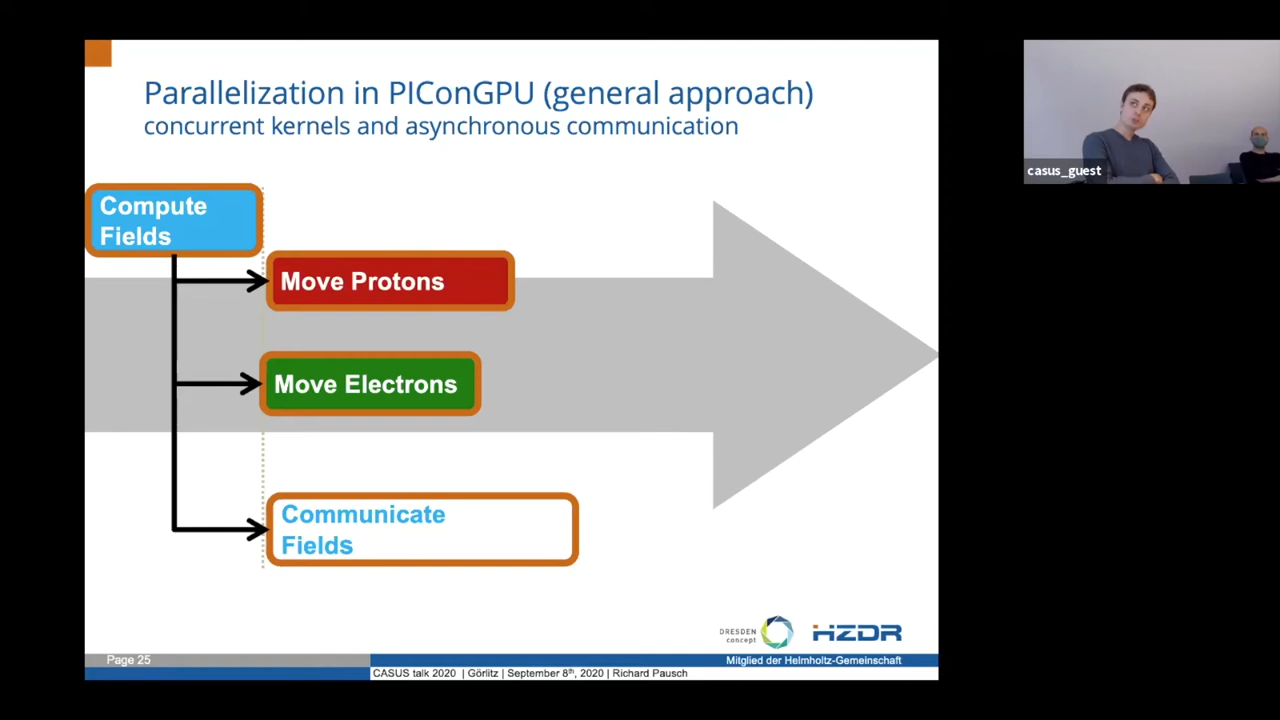 Parallelization in PIConGPU (general approach)
concurrent kernels and asynchronous communication
casus_guest
Compute
Fields
Move Protons
Move Electrons
Communicate
Fields
DRESDEN
concept
HZDR
Page 25
Mitglied der Helmholtz-Gemeinschaft
CASUS talk 2020 | Görlitz | September 8th, 2020 | Richard Pausch